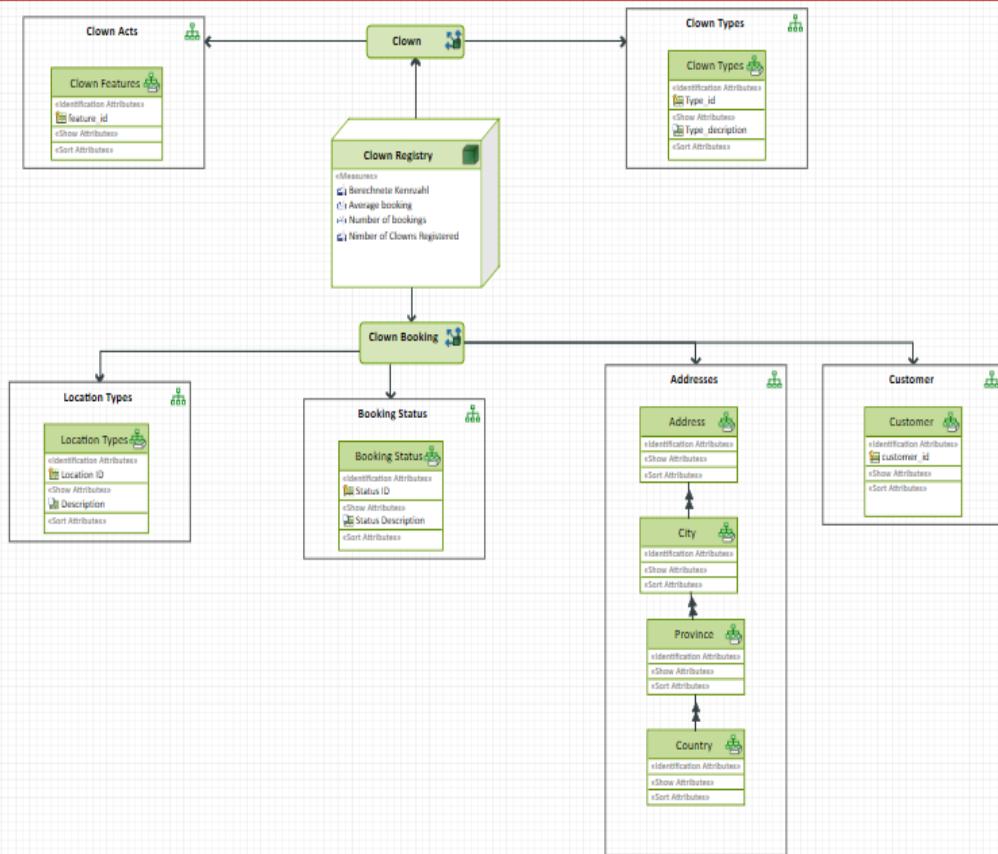 Clown Acts
Clown Features
«Identification Attributes»
feature_id
«Show Attributes»
«Sort Attributes»
Clown
Clown Types
Clown Types
«Identification Attributes»
Type_id
«Show Attributes»
Type_decription
«Sort Attributes»
Clown Registry
«Measures»
Berechnete Kennzahl
Average booking
Number of bookings
Nimber of Clowns Registered
Clown Booking
Location Types
Location Types
«Identification Attributes»
Location ID
«Show Attributes»
Description
«Sort Attributes»
Booking Status
Booking Status
«Identification Attributes»
Status ID
«Show Attributes»
Status Description
«Sort Attributes»
Addresses
Address
«Identification Attributes»
«Show Attributes»
«Sort Attributes»
City
«Identification Attributes»
«Show Attributes»
«Sort Attributes»
Province
«Identification Attributes»
«Show Attributes»
«Sort Attributes»
Country
«Identification Attributes»
«Show Attributes»
«Sort Attributes»
Customer
Customer
«Identification Attributes»
customer_id
«Show Attributes»
«Sort Attributes»